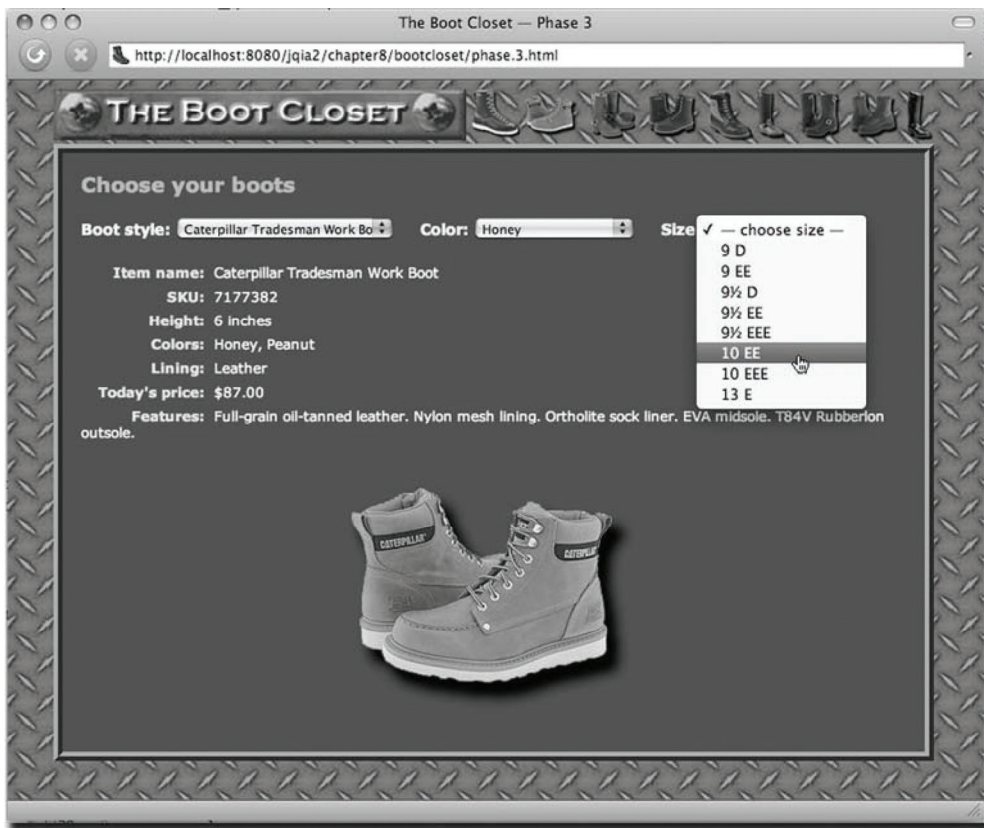 The Boot Closet — Phase 3
http://localhost:8080/jqia2/chapter8/bootcloset/phase.3.html
THE BOOT CLOSET
Choose your boots
Boot style: Caterpillar Tradesman Work Bo Color: Honey Size ✓ — choose size —
9 D
9 EE
9½ D
9½ EE
9½ EEE
10 EE
10 EEE
13 E
Item name: Caterpillar Tradesman Work Boot
SKU: 7177382
Height: 6 inches
Colors: Honey, Peanut
Lining: Leather
Today's price: $87.00
Features: Full-grain oil-tanned leather. Nylon mesh lining. Ortholite sock liner. EVA midsole. T84V Rubberlon
outsole.
CATERPILLAR
CATERPILLAR